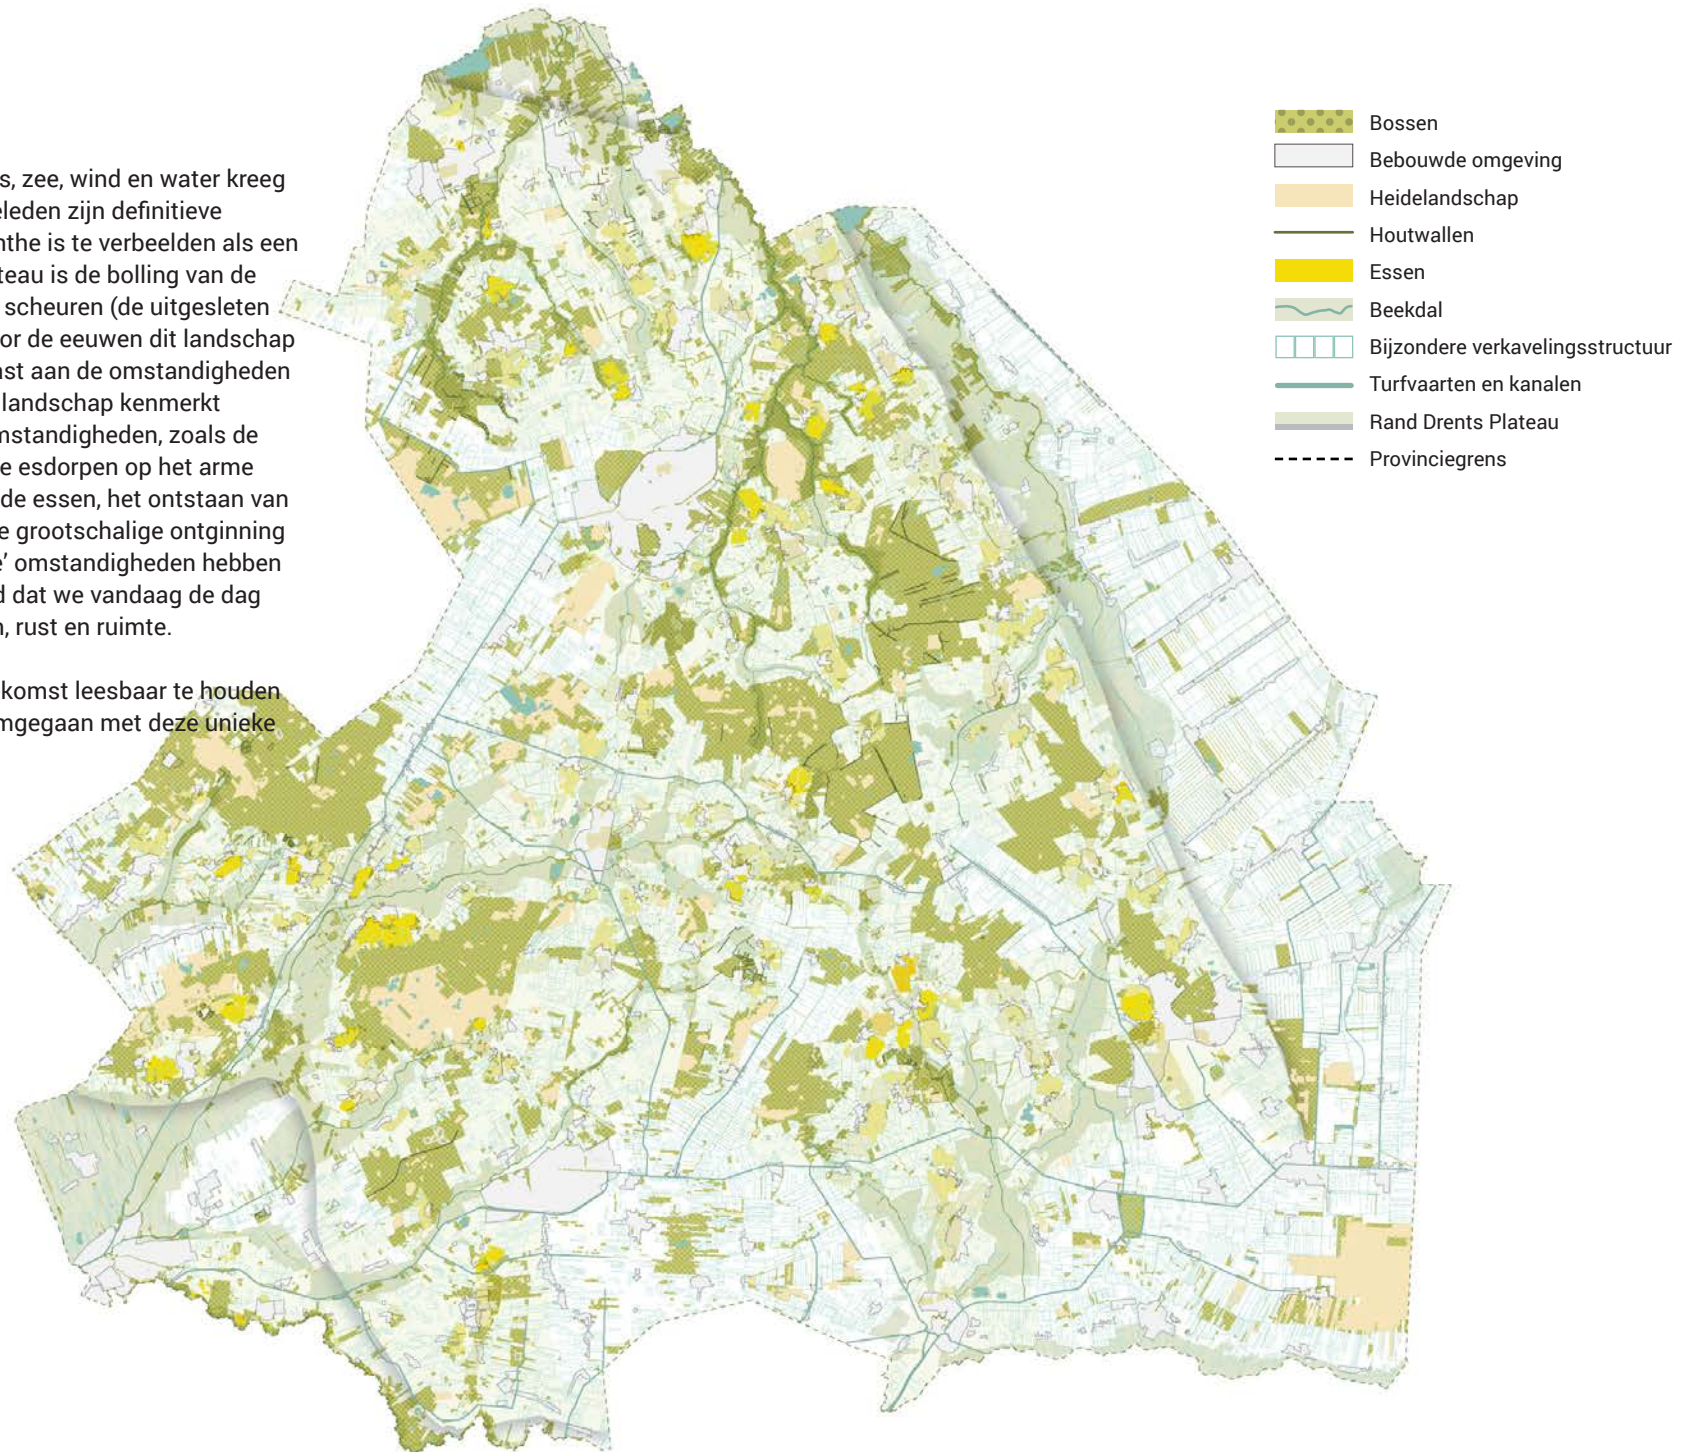 s, zee, wind en water kreeg
eleden zijn definitieve
nthe is te verbeelden als een
teau is de bolling van de
scheuren (de uitgesleten
or de eeuwen dit landschap
nst aan de omstandigheden
landschap kenmerkt
mstandigheden, zoals de
e esdorpen op het arme
de essen, het ontstaan van
e grootschalige ontginning
e’ omstandigheden hebben
d dat we vandaag de dag
n, rust en ruimte.
komst leesbaar te houden
mgegaan met deze unieke
Bossen
Bebouwde omgeving
Heidelandschap
Houtwallen
Essen
Beekdal
Bijzondere verkavelingsstructuur
Turfvaarten en kanalen
Rand Drents Plateau
Provinciegrens